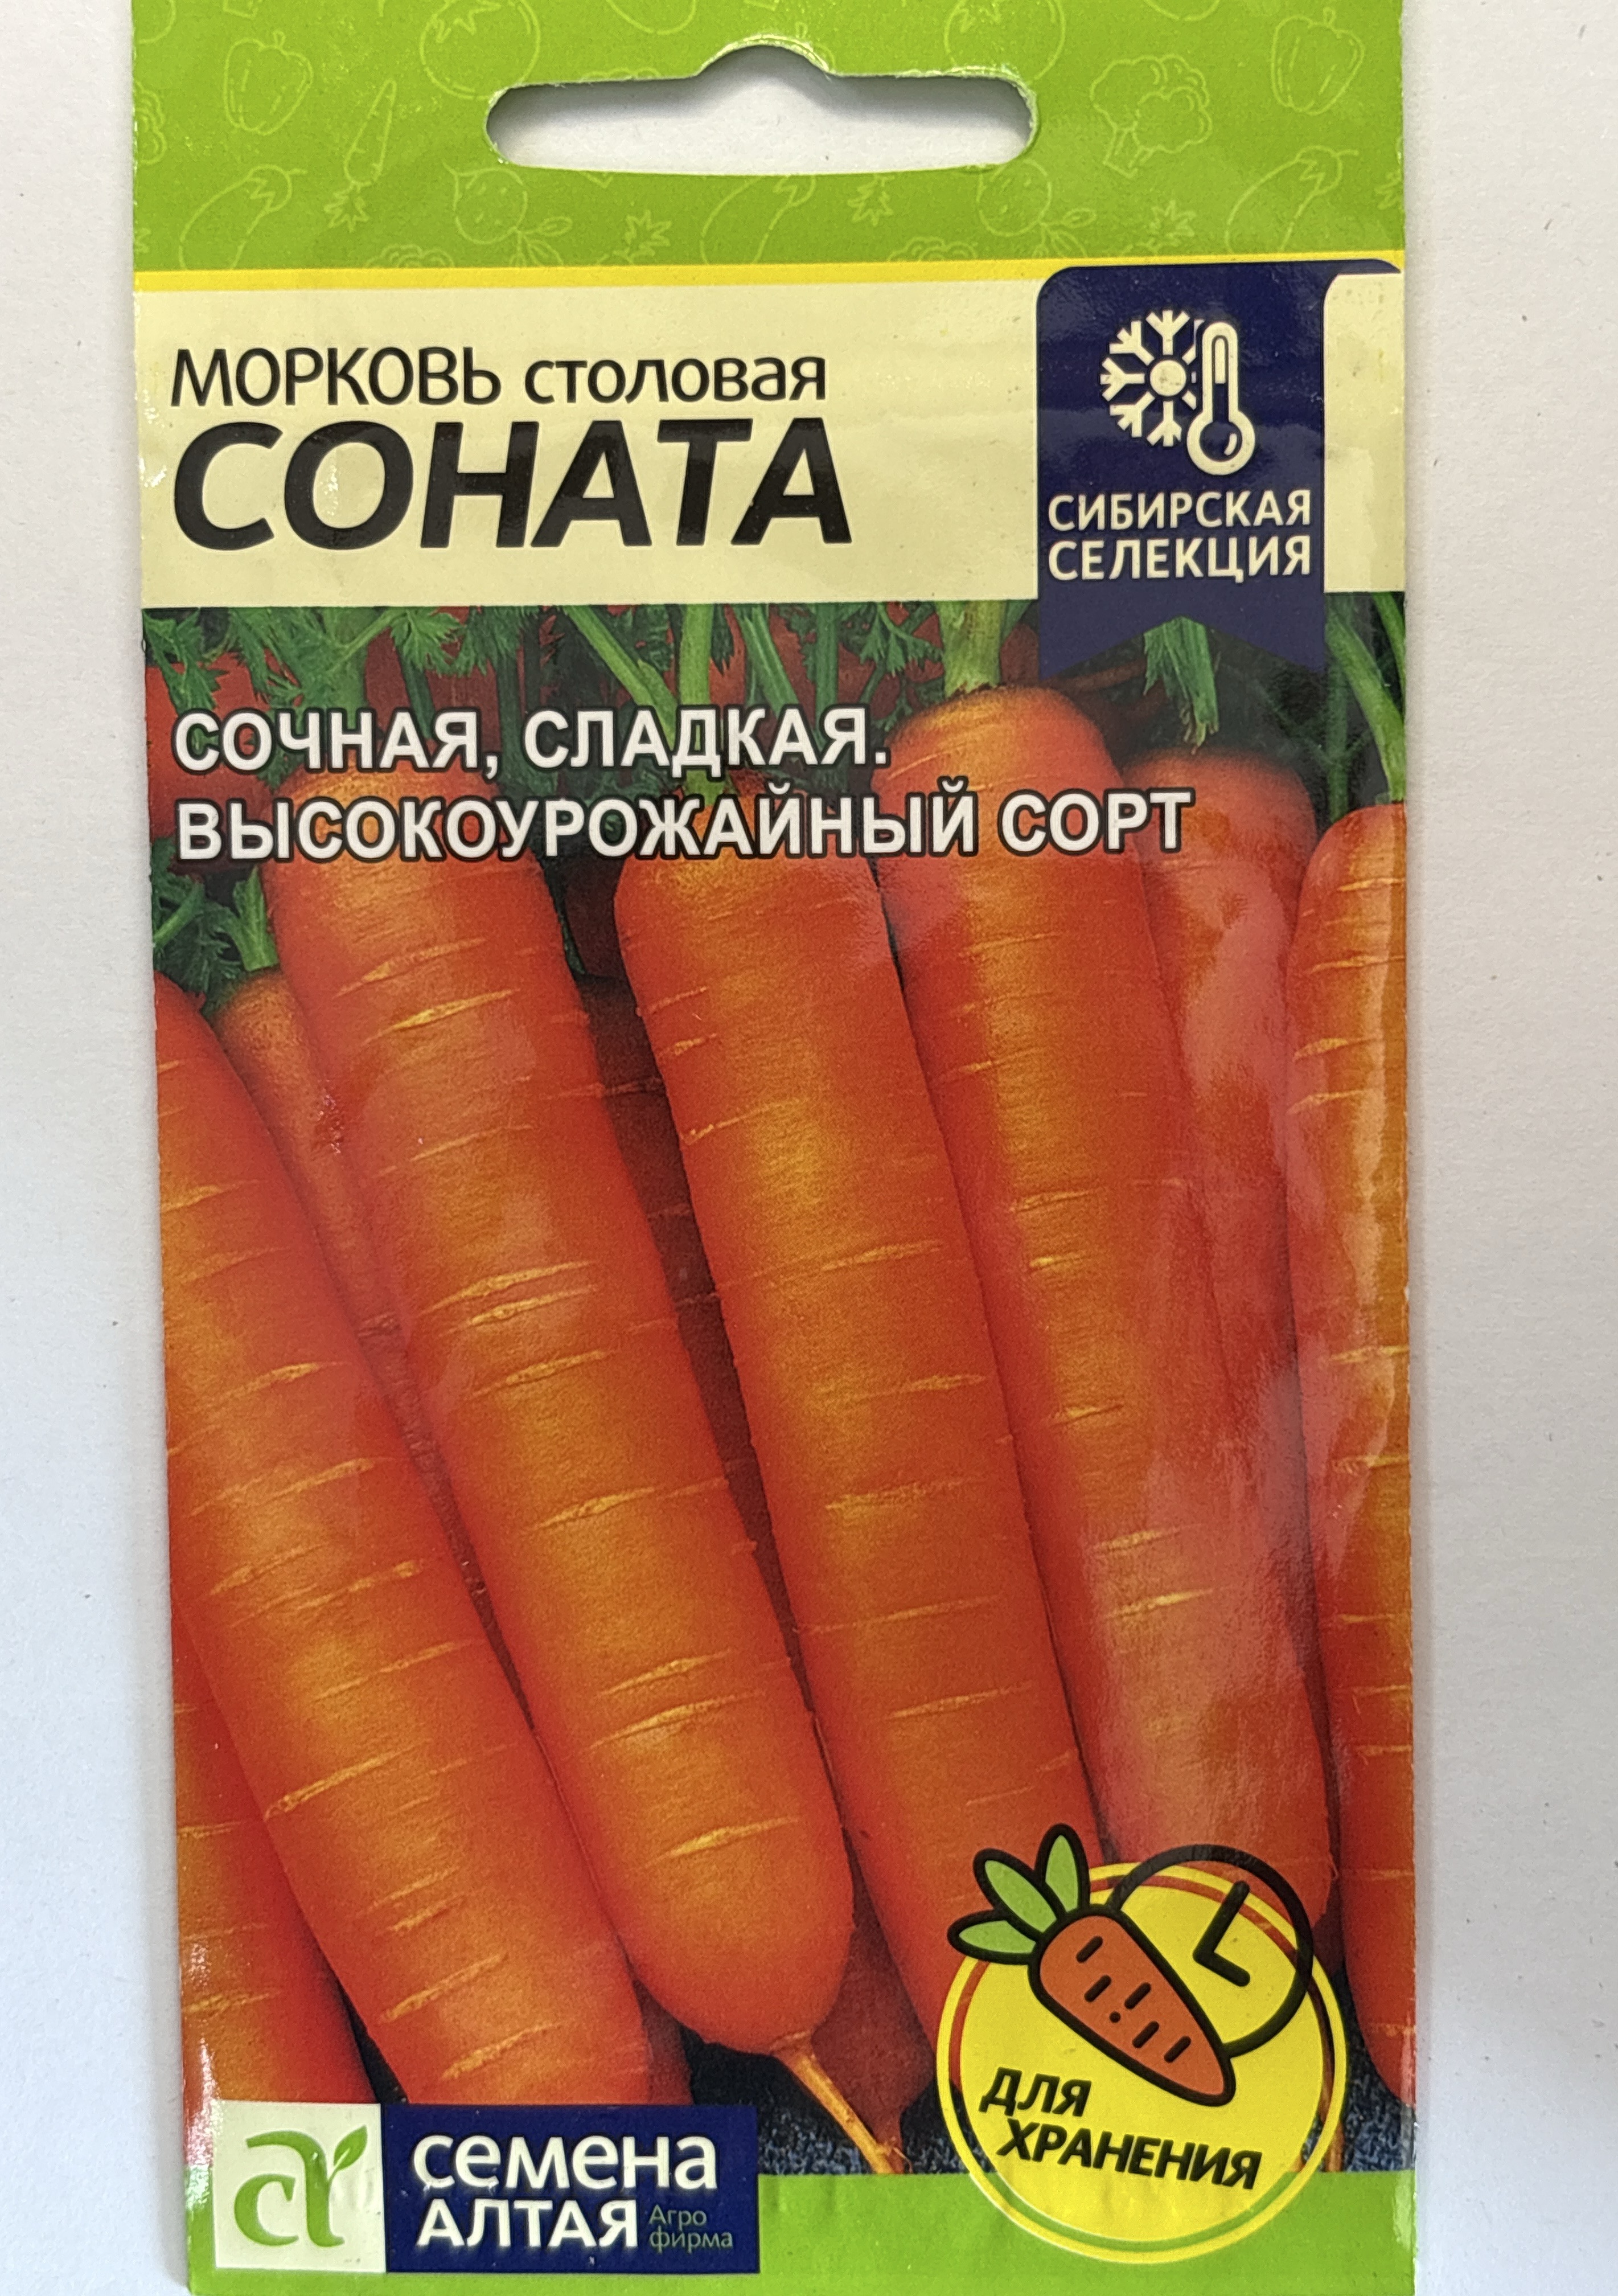 МОРКОВЬ столовая
СОНАТА
СИБИРСКАЯ
СЕЛЕКЦИЯ
СОЧНАЯ, СЛАДКАЯ.
ВЫСОКОУРОЖАЙНЫЙ СОРТ
ДЛЯ
ХРАНЕНИЯ
семена
АЛТАЯ
Агро
фирма